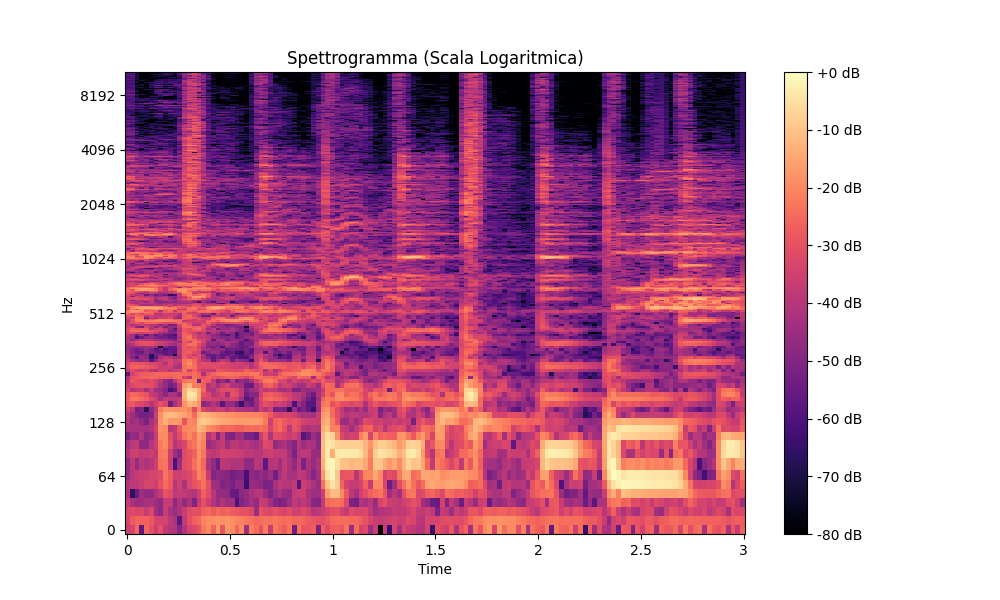 Spettrogramma (Scala Logaritmica)
Hz
8192
4096
2048
1024
512
256
128
64
0
0
0.5
1
1.5
2
2.5
3
Time
+0 dB
-10 dB
-20 dB
-30 dB
-40 dB
-50 dB
-60 dB
-70 dB
-80 dB